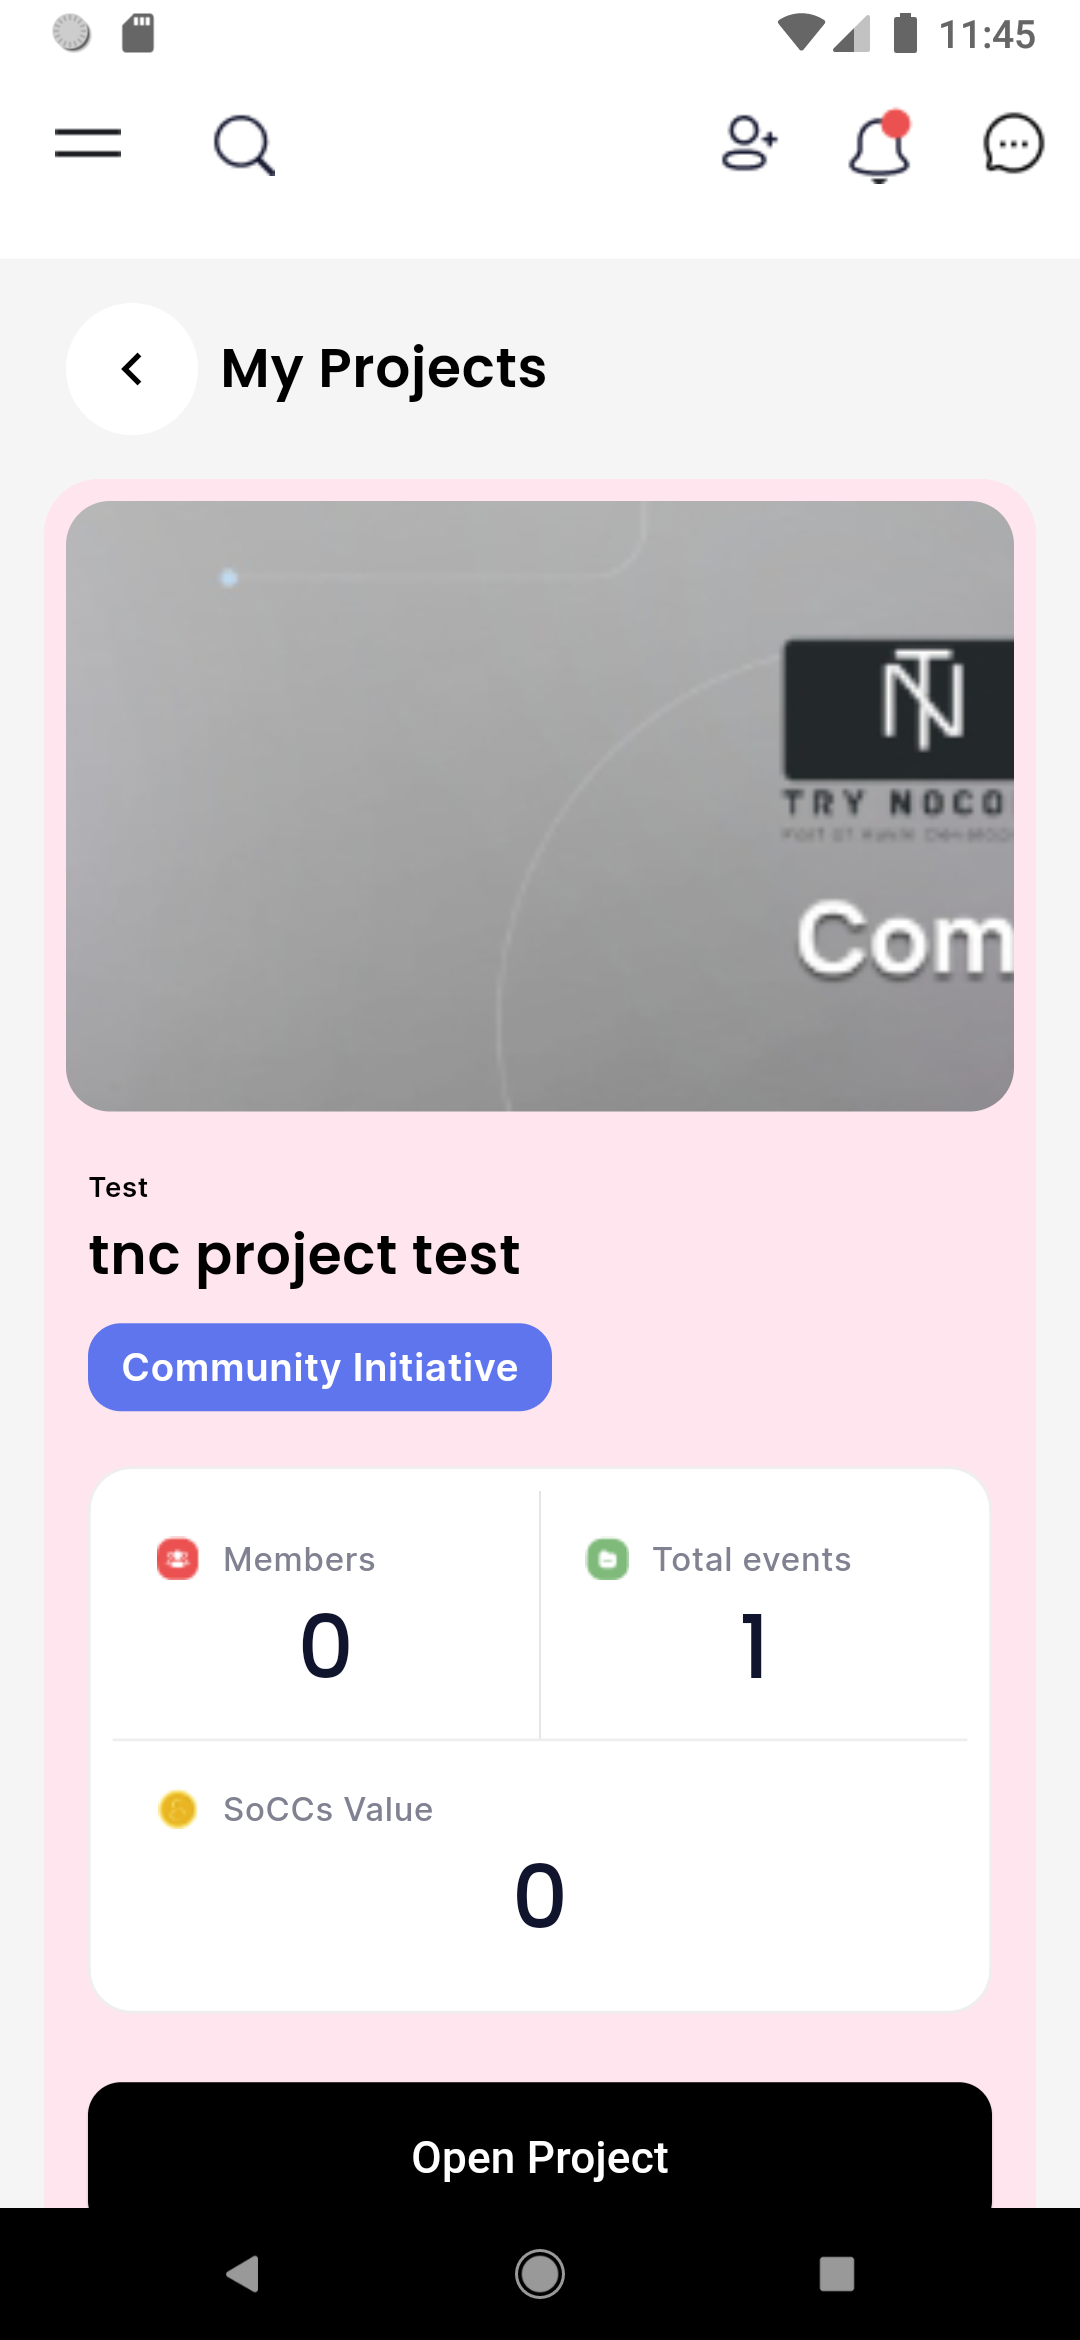 11:45
My Projects
TN
TRY NOCO
Com
Test
tnc project test
Community Initiative
Members
Total events
0
1
SoCCs Value
0
Open Project